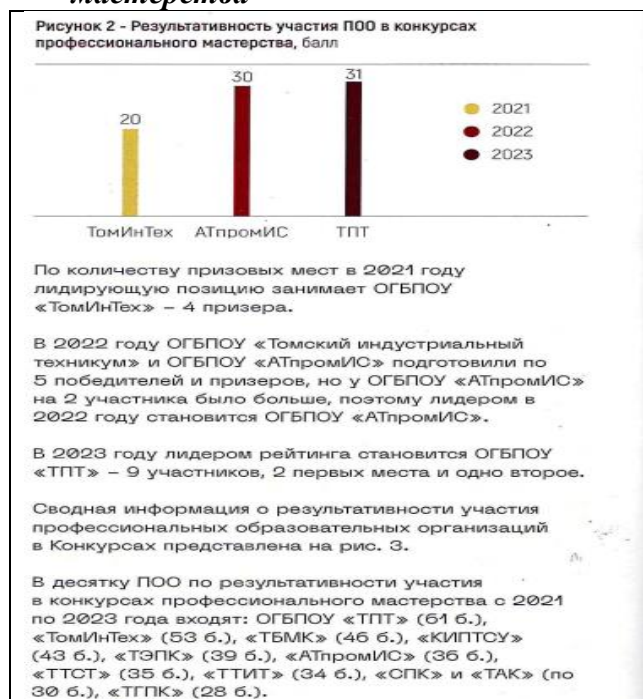 мастерства
Рисунок 2 - Результативность участия ПОО в конкурсах
профессионального мастерства, балл
20
30
31
2021
2022
2023
ТомИнТех
АТпромИС
ТПТ
По количеству призовых мест в 2021 году
лидирующую позицию занимает ОГБПОУ
«ТомИнТех» – 4 призера.
В 2022 году ОГБПОУ «Томский индустриальный
техникум» и ОГБПОУ «АТпромИС» подготовили по
5 победителей и призеров, но у ОГБПОУ «АТпромИС»
на 2 участника было больше, поэтому лидером в
2022 году становится ОГБПОУ «АТпромИС».
В 2023 году лидером рейтинга становится ОГБПОУ
«ТПТ» – 9 участников, 2 первых места и одно второе.
Сводная информация о результативности участия
профессиональных образовательных организаций
в Конкурсах представлена на рис. 3.
В десятку ПОО по результативности участия
в конкурсах профессионального мастерства с 2021
по 2023 года входят: ОГБПОУ «ТПТ» (61 б.),
«ТомИнТех» (53 б.), «ТБМК» (46 б.), «КИПТСУ»
(43 б.), «ТЭПК» (39 б.), «АТпромИС» (36 б.),
«ТТСТ» (35 б.), «ТТИТ» (34 б.), «СПК» и «ТАК» (по
30 б.), «ТГПК» (28 б.).